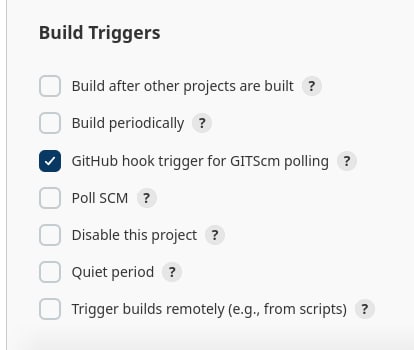 Build Triggers
Build after other projects are built ?
Build periodically ?
GitHub hook trigger for GITScm polling ?
Poll SCM ?
Disable this project ?
Quiet period ?
Trigger builds remotely (e.g., from scripts) ?